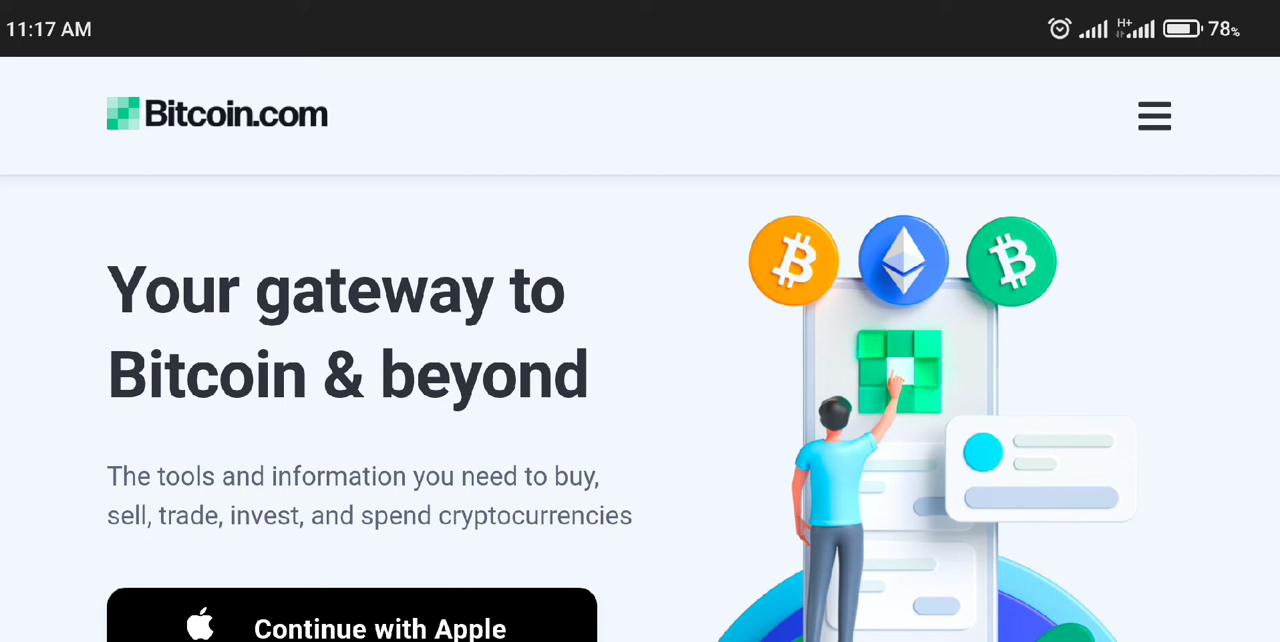 11:17 AM
H+
78%
Bitcoin.com
Your gateway to
Bitcoin & beyond
The tools and information you need to buy,
sell, trade, invest, and spend cryptocurrencies
Continue with Apple